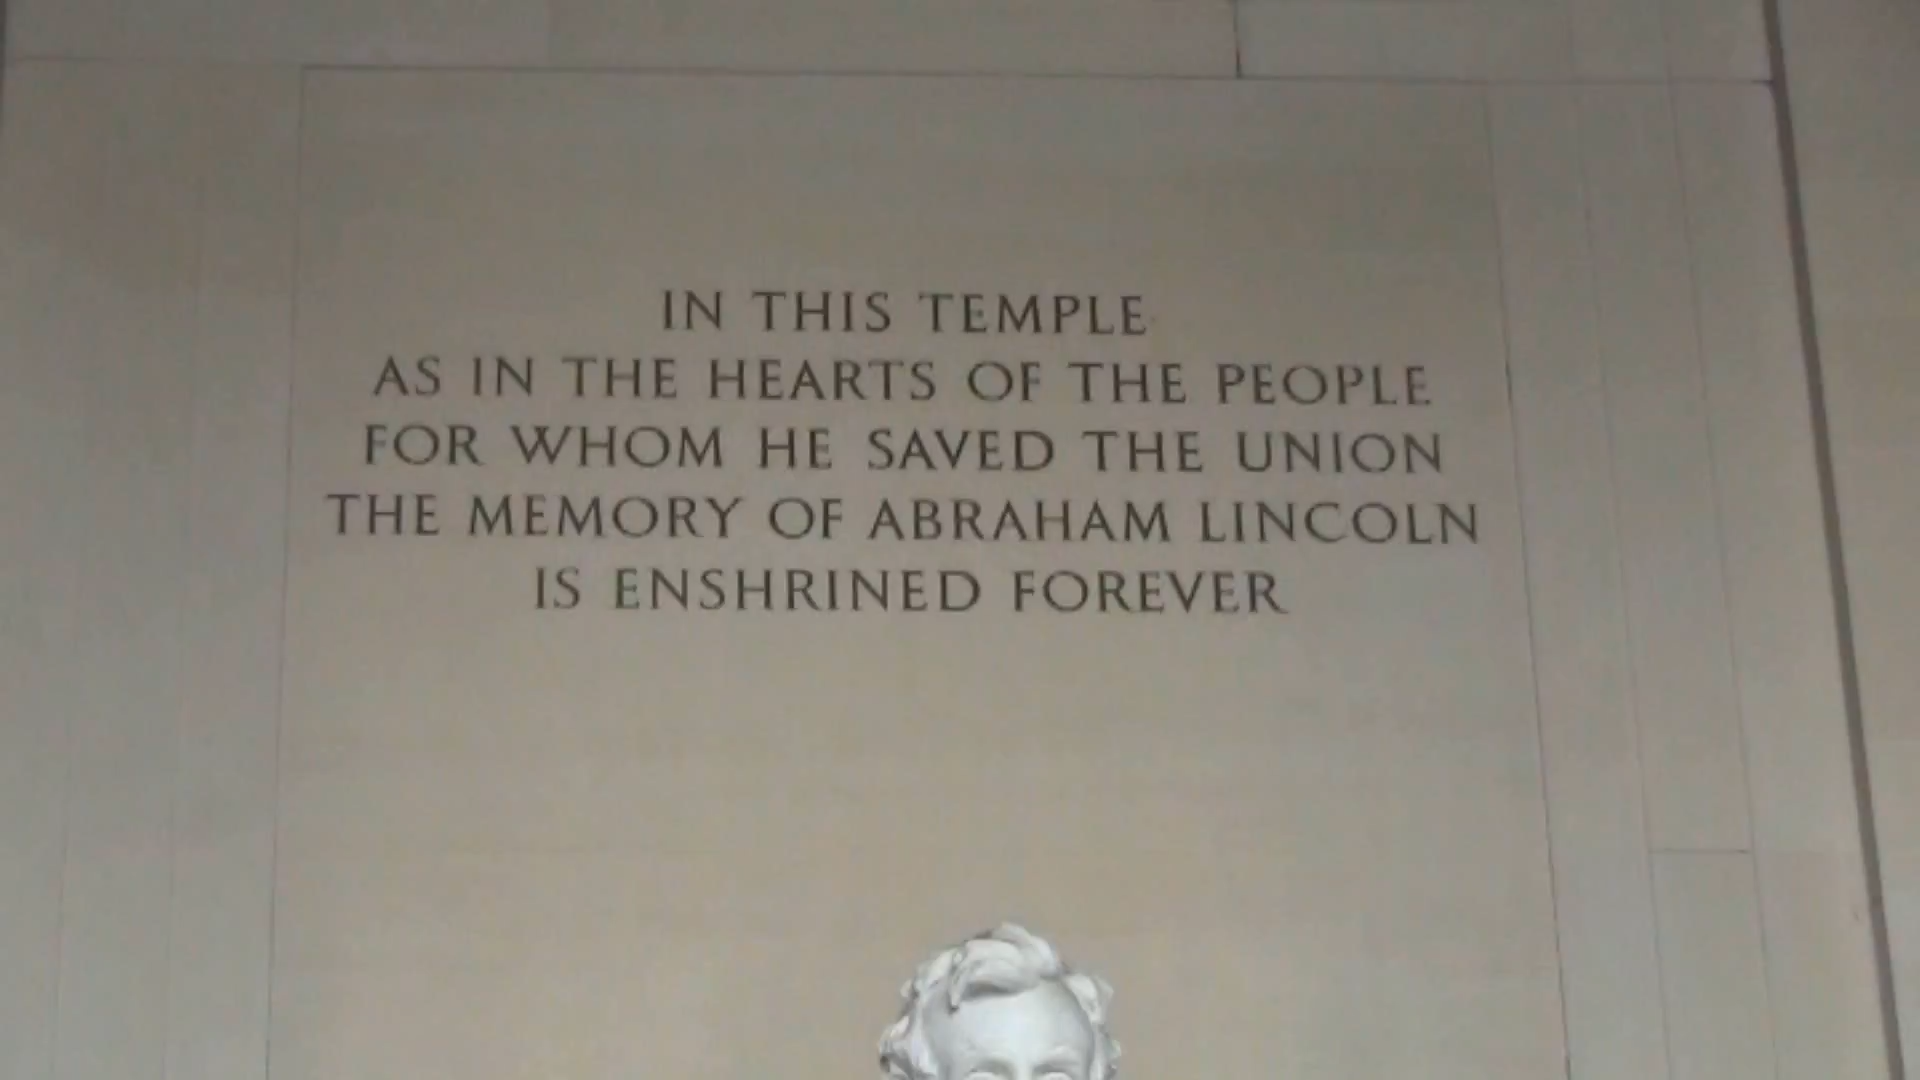 IN THIS TEMPLE
AS IN THE HEARTS OF THE PEOPLE
FOR WHOM HE SAVED THE UNION
THE MEMORY OF ABRAHAM LINCOLN
IS ENSHRINED FOREVER